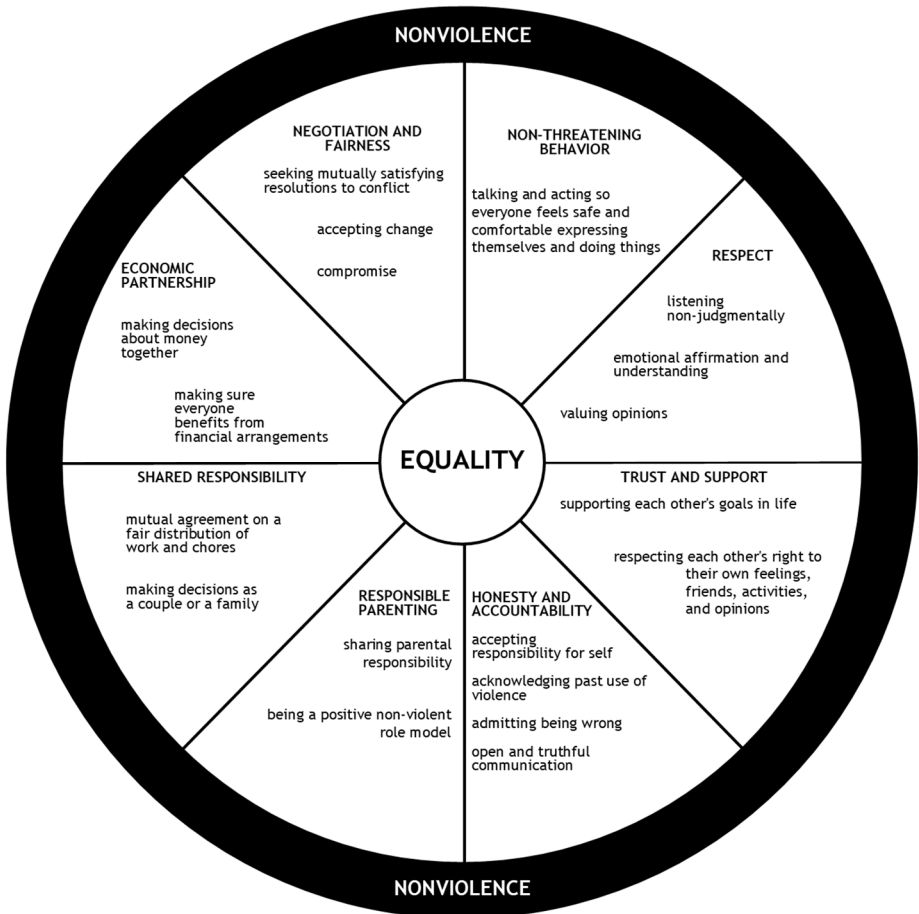 NONVIOLENCE
NEGOTIATION AND
FAIRNESS
seeking mutually satisfying
resolutions to conflict
accepting change
compromise
NON-THREATENING
BEHAVIOR
talking and acting so
everyone feels safe and
comfortable expressing
themselves and doing things
RESPECT
listening
non-judgmentally
emotional affirmation and
understanding
valuing opinions
ECONOMIC
PARTNERSHIP
making decisions
about money
together
making sure
everyone
benefits from
financial arrangements
EQUALITY
SHARED RESPONSIBILITY
mutual agreement on a
fair distribution of
work and chores
making decisions as
a couple or a family
TRUST AND SUPPORT
supporting each other's goals in life
respecting each other's right to
their own feelings,
friends, activities,
and opinions
RESPONSIBLE
PARENTING
sharing parental
responsibility
being a positive non-violent
role model
HONESTY AND
ACCOUNTABILITY
accepting
responsibility for self
acknowledging past use of
violence
admitting being wrong
open and truthful
communication
NONVIOLENCE